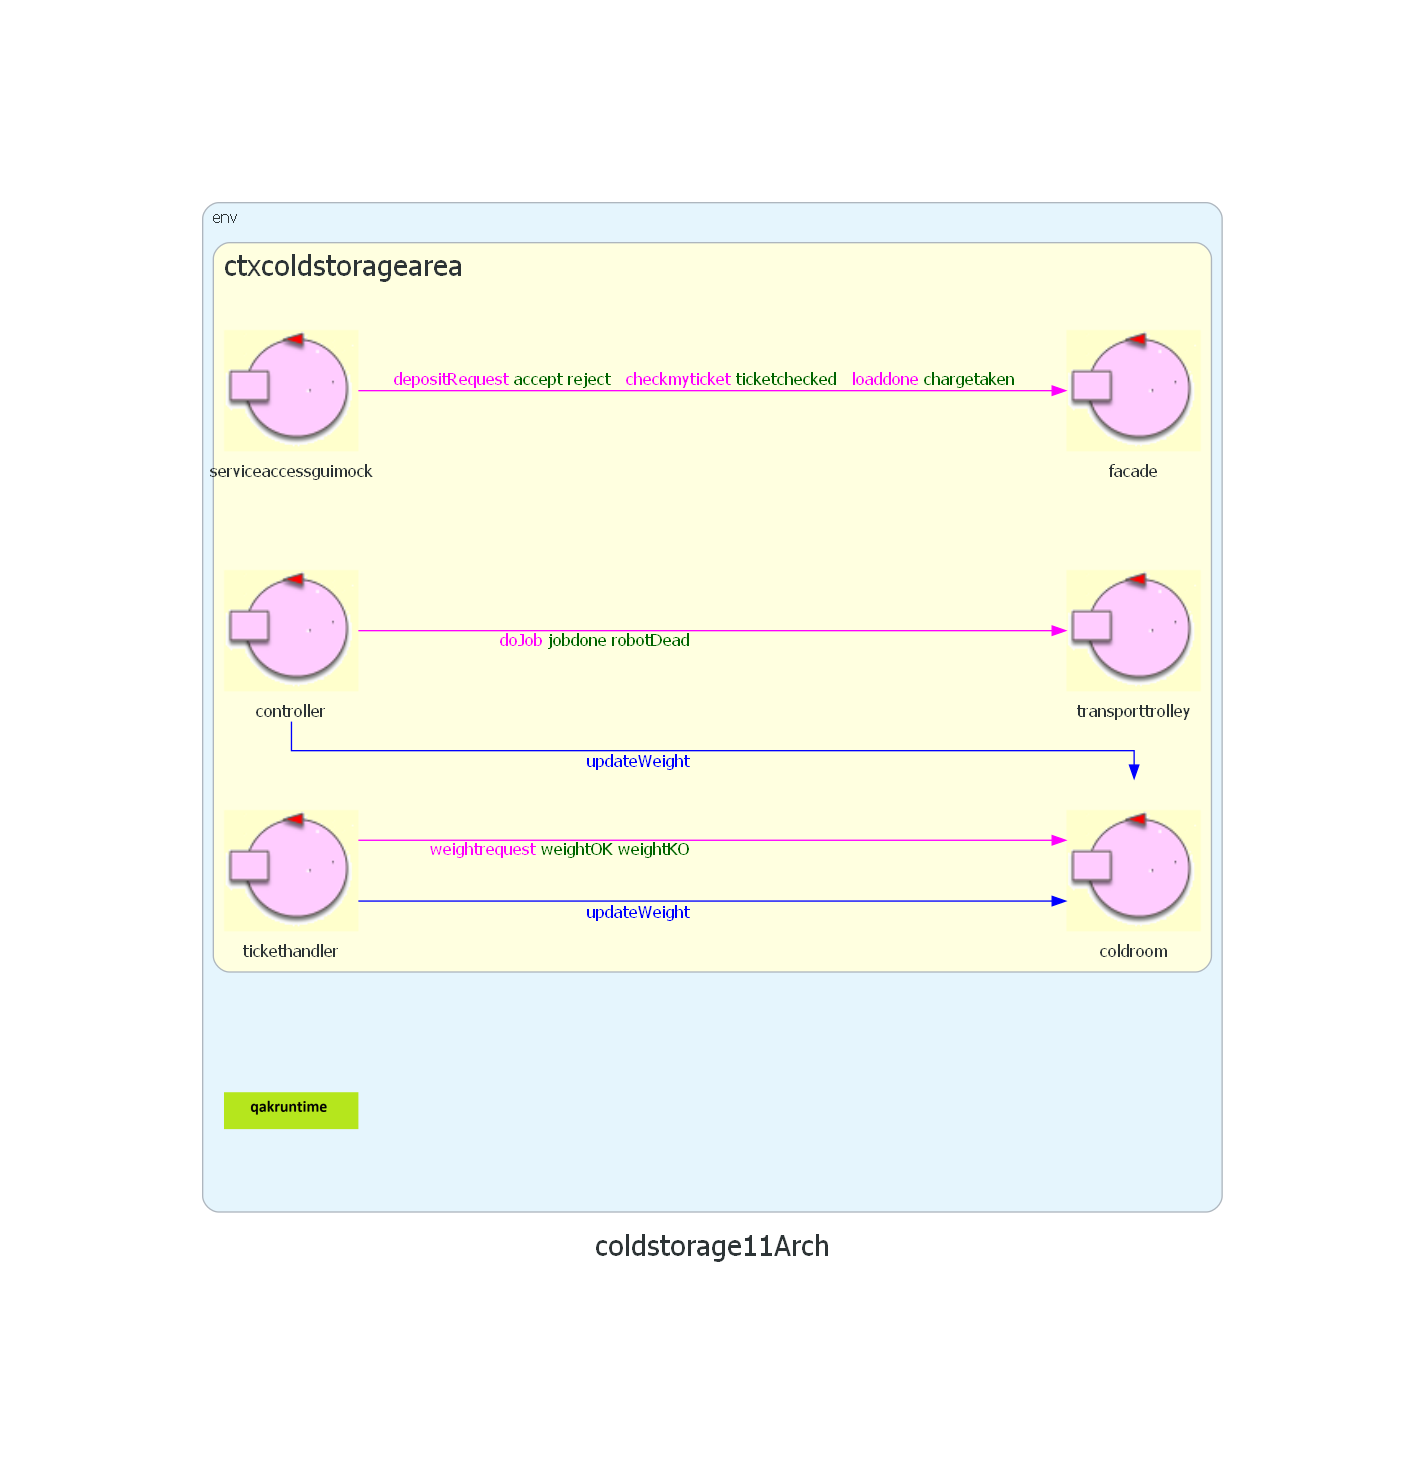 env
ctxcoldstoragearea
depositRequest accept reject checkmyticket ticketchecked loaddone chargetaken
serviceaccessguimock
facade
doJob jobdone robotDead
controller
transporttrolley
updateWeight
weightrequest weightOK weightKO
updateWeight
tickethandler
coldroom
qakruntime
coldstorage11Arch